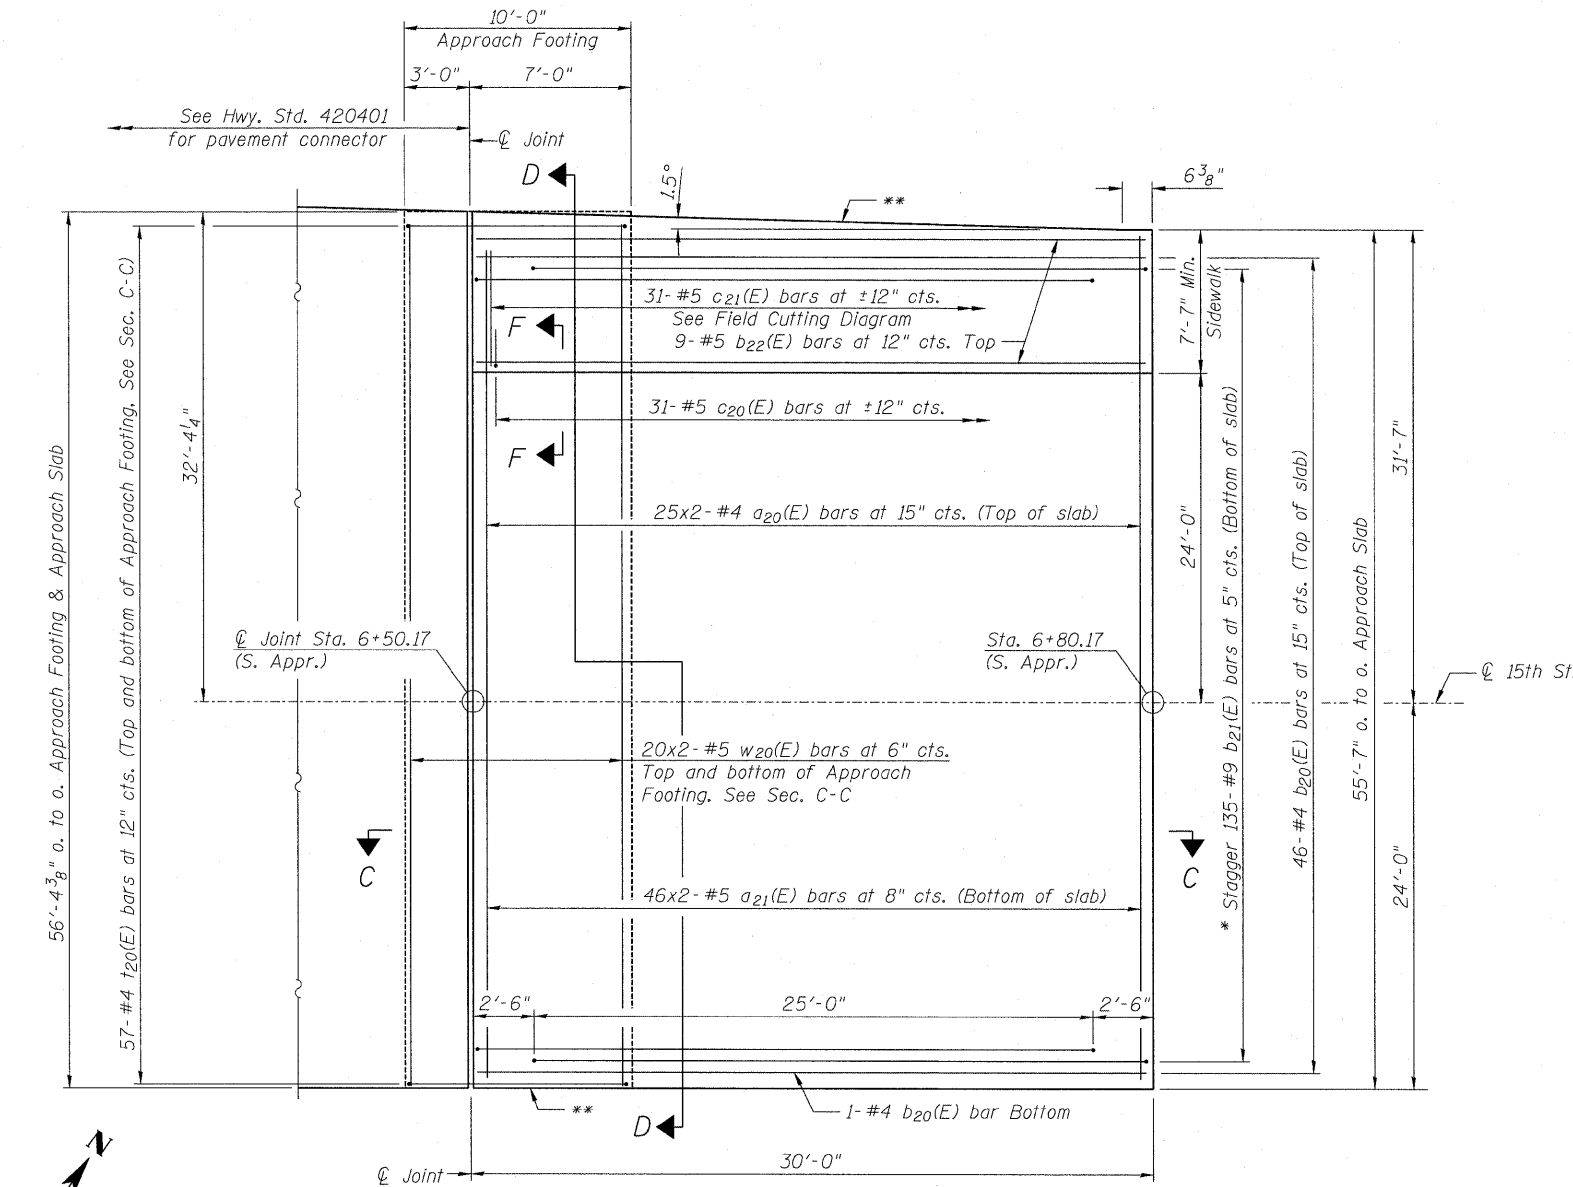 10'-0"
Approach Footing
3'-0"
7'-0"
See Hwy. Std. 420401
for pavement connector
℄ Joint
D
1.5°
**
6 3/8"
31-#5 c21(E) bars at ±12" cts.
See Field Cutting Diagram
9-#5 b22(E) bars at 12" cts. Top
F
31-#5 c20(E) bars at ±12" cts.
F
7'-7" Min.
Sidewalk
32'-4 1/4"
56'-4 3/8" o. to o. Approach Footing & Approach Slab
57-#4 t20(E) bars at 12" cts. (Top and bottom of Approach Footing. See Sec. C-C)
25x2-#4 a20(E) bars at 15" cts. (Top of slab)
24'-0"
31'-7"
* Stagger 135-#9 b21(E) bars at 5" cts. (Bottom of slab)
46-#4 b20(E) bars at 15" cts. (Top of slab)
55'-7" o. to o. Approach Slab
℄ Joint Sta. 6+50.17
(S. Appr.)
Sta. 6+80.17
(S. Appr.)
℄ 15th St.
20x2-#5 w20(E) bars at 6" cts.
Top and bottom of Approach
Footing. See Sec. C-C
C
C
46x2-#5 a21(E) bars at 8" cts. (Bottom of slab)
24'-0"
2'-6"
25'-0"
2'-6"
**
D
1-#4 b20(E) bar Bottom
N
℄ Joint
30'-0"